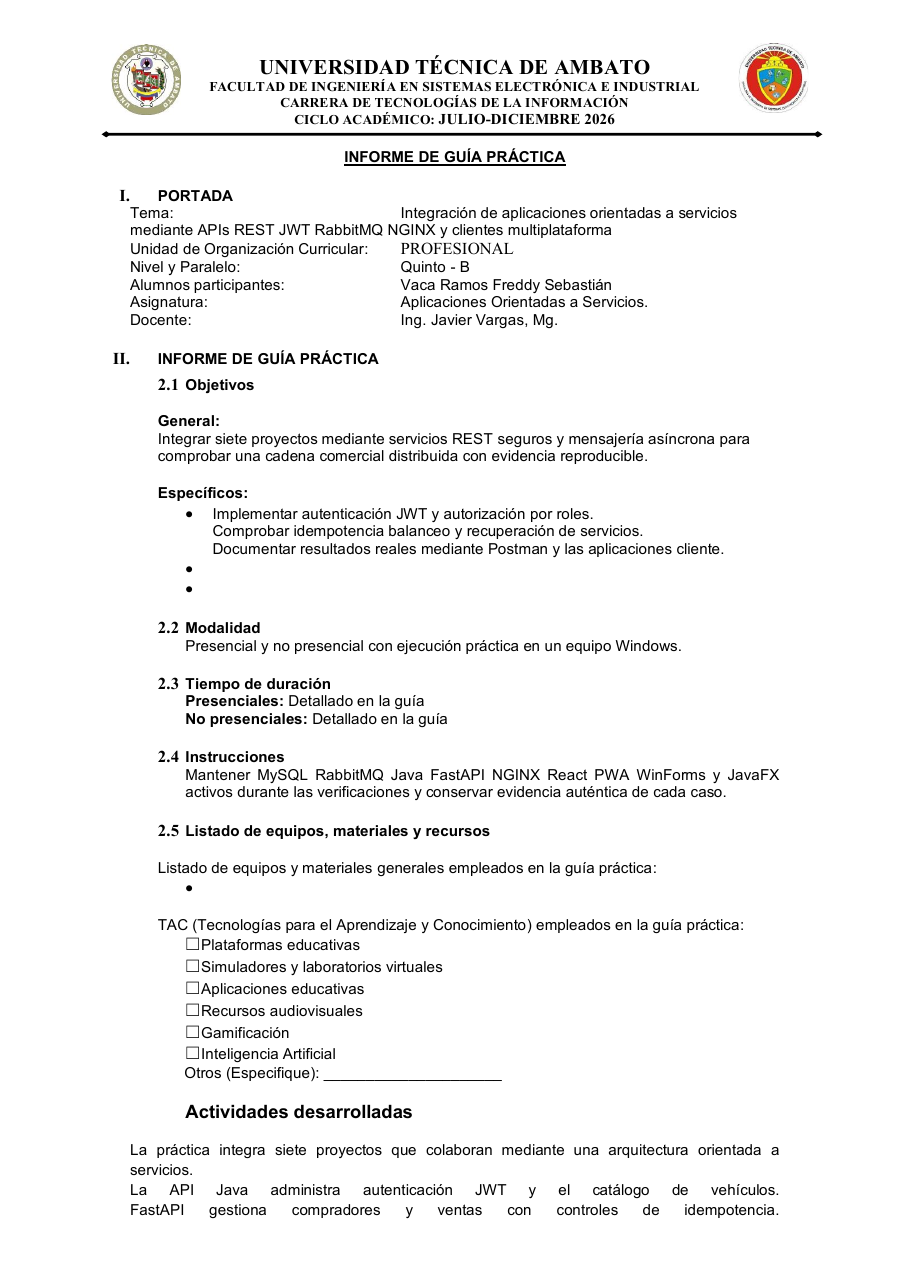 UNIVERSIDAD TÉCNICA DE AMBATO
FACULTAD DE INGENIERÍA EN SISTEMAS ELECTRÓNICA E INDUSTRIAL
CARRERA DE TECNOLOGÍAS DE LA INFORMACIÓN
CICLO ACADÉMICO: JULIO-DICIEMBRE 2026
INFORME DE GUÍA PRÁCTICA
I. PORTADA
Tema: Integración de aplicaciones orientadas a servicios
mediante APIs REST JWT RabbitMQ NGINX y clientes multiplataforma
Unidad de Organización Curricular: PROFESIONAL
Nivel y Paralelo: Quinto - B
Alumnos participantes: Vaca Ramos Freddy Sebastián
Asignatura: Aplicaciones Orientadas a Servicios.
Docente: Ing. Javier Vargas, Mg.
II. INFORME DE GUÍA PRÁCTICA
2.1 Objetivos
General:
Integrar siete proyectos mediante servicios REST seguros y mensajería asíncrona para
comprobar una cadena comercial distribuida con evidencia reproducible.
Específicos:
● Implementar autenticación JWT y autorización por roles.
Comprobar idempotencia balanceo y recuperación de servicios.
Documentar resultados reales mediante Postman y las aplicaciones cliente.
●
●
2.2 Modalidad
Presencial y no presencial con ejecución práctica en un equipo Windows.
2.3 Tiempo de duración
Presenciales: Detallado en la guía
No presenciales: Detallado en la guía
2.4 Instrucciones
Mantener MySQL RabbitMQ Java FastAPI NGINX React PWA WinForms y JavaFX
activos durante las verificaciones y conservar evidencia auténtica de cada caso.
2.5 Listado de equipos, materiales y recursos
Listado de equipos y materiales generales empleados en la guía práctica:
●
TAC (Tecnologías para el Aprendizaje y Conocimiento) empleados en la guía práctica:
☐Plataformas educativas
☐Simuladores y laboratorios virtuales
☐Aplicaciones educativas
☐Recursos audiovisuales
☐Gamificación
☐Inteligencia Artificial
Otros (Especifique): _____________________
Actividades desarrolladas
La práctica integra siete proyectos que colaboran mediante una arquitectura orientada a
servicios.
La API Java administra autenticación JWT y el catálogo de vehículos.
FastAPI gestiona compradores y ventas con controles de idempotencia.